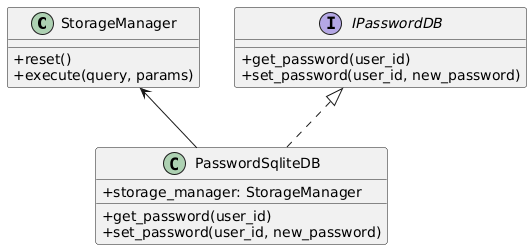 C StorageManager
+reset()
+execute(query, params)
I IPasswordDB
+get_password(user_id)
+set_password(user_id, new_password)
C PasswordSqliteDB
+storage_manager: StorageManager
+get_password(user_id)
+set_password(user_id, new_password)